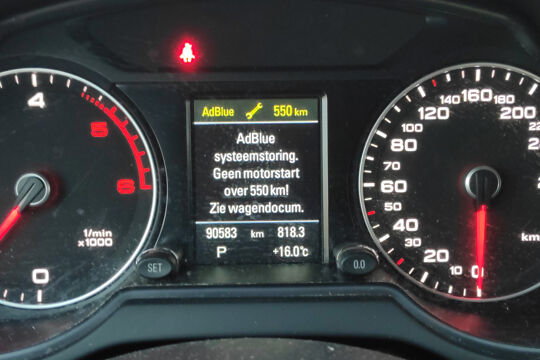 AdBlue 550 km
AdBlue
systeemstoring.
Geen motorstart
over 550 km!
Zie wagendocum.
90583 km 818.3
P +16.0°c
4
5
6
1/min
x1000
0
SET
0.0
0
10
20
40
50
60
80
100
120
140
160
180
200
km